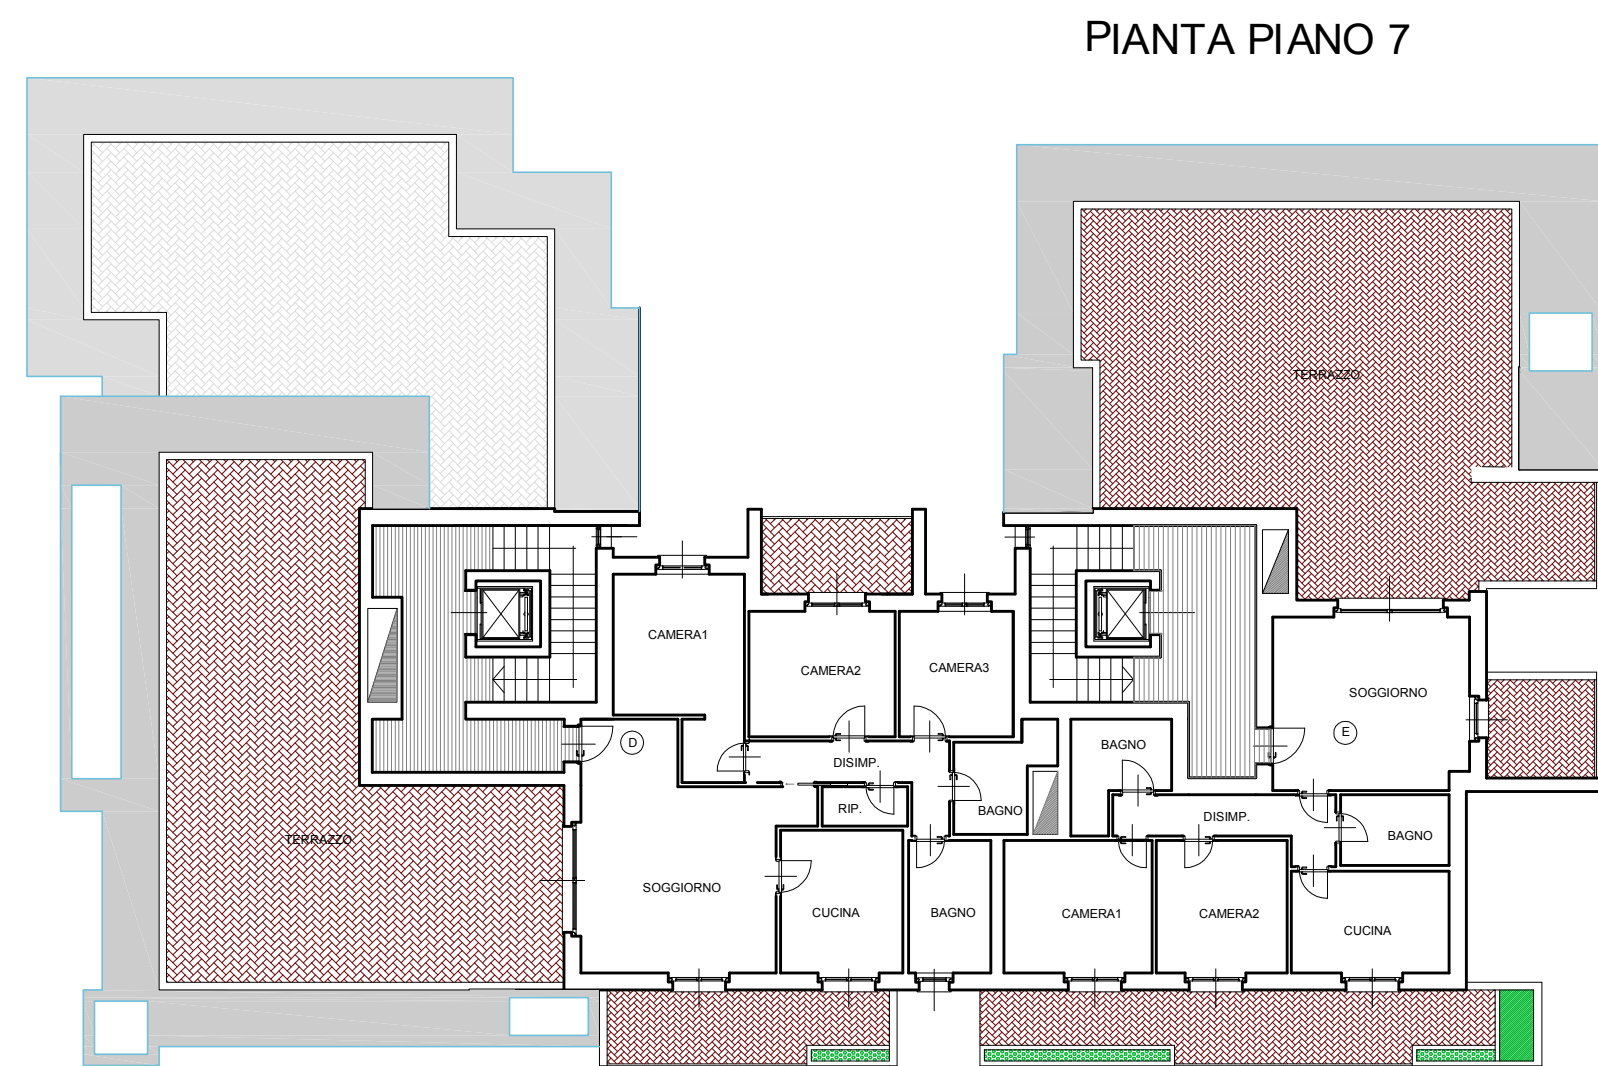 PIANTA PIANO 7
TERRAZZO
CAMERA1
CAMERA2
CAMERA3
SOGGIORNO
D
E
BAGNO
DISIMP.
RIP.
BAGNO
DISIMP.
BAGNO
TERRAZZO
SOGGIORNO
CUCINA
BAGNO
CAMERA1
CAMERA2
CUCINA